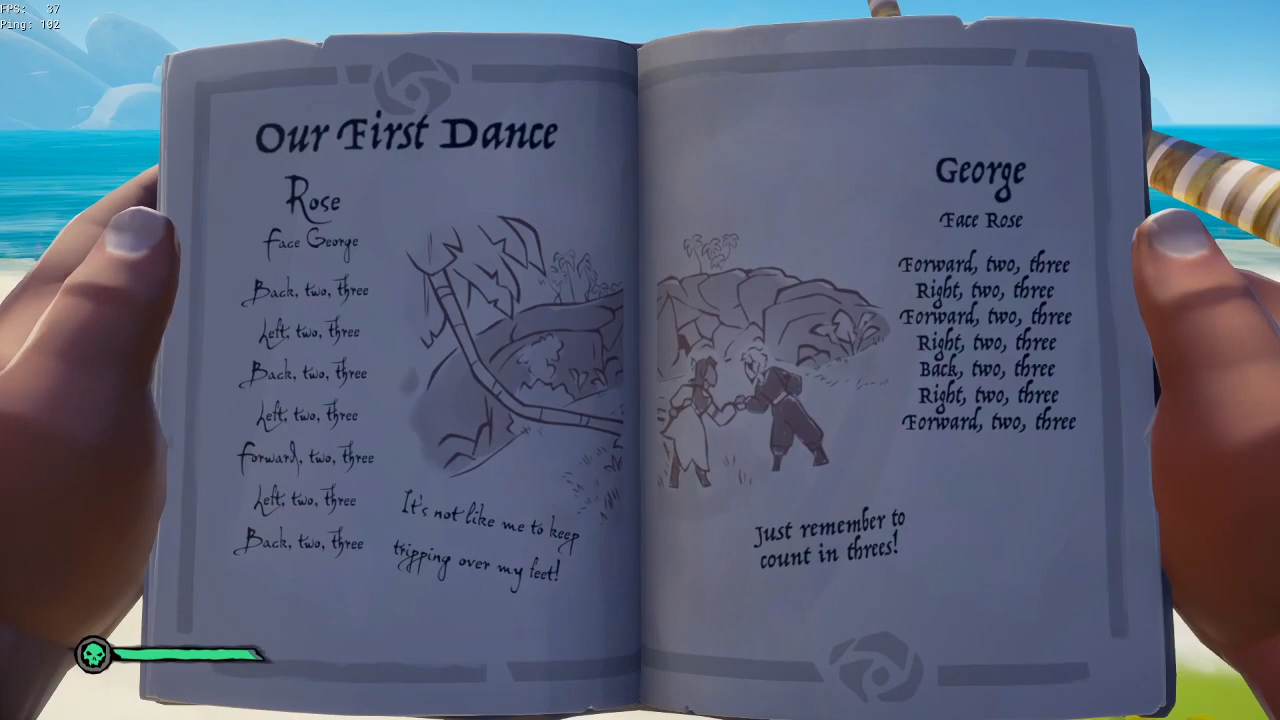 FPS: 37
Ping: 102
Our First Dance
Rose
Face George
Back, two, three
Left, two, three
Back, two, three
Left, two, three
Forward, two, three
Left, two, three
Back, two, three
It's not like me to keep
tripping over my feet!
George
Face Rose
Forward, two, three
Right, two, three
Forward, two, three
Right, two, three
Back, two, three
Right, two, three
Forward, two, three
Just remember to
count in threes!